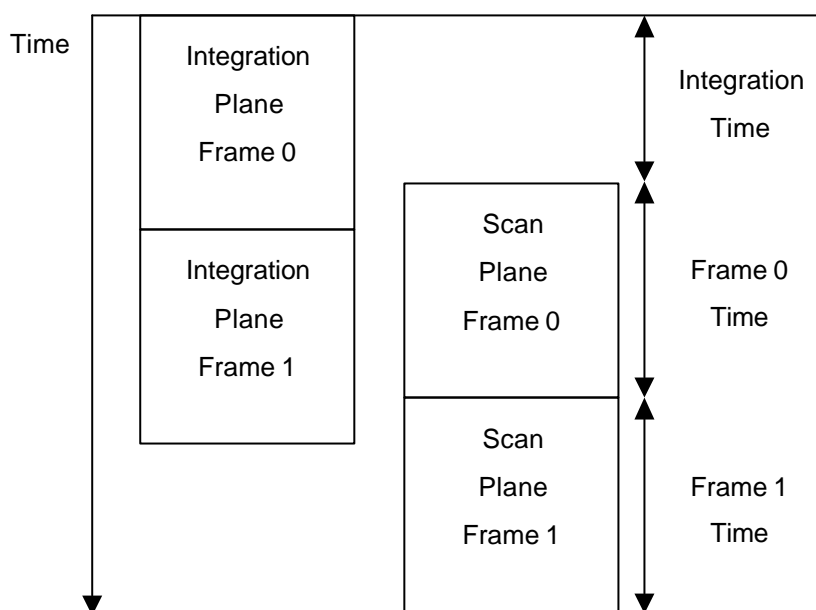 Time
Integration
Plane
Frame 0
Integration
Plane
Frame 1
Scan
Plane
Frame 0
Scan
Plane
Frame 1
Integration
Time
Frame 0
Time
Frame 1
Time